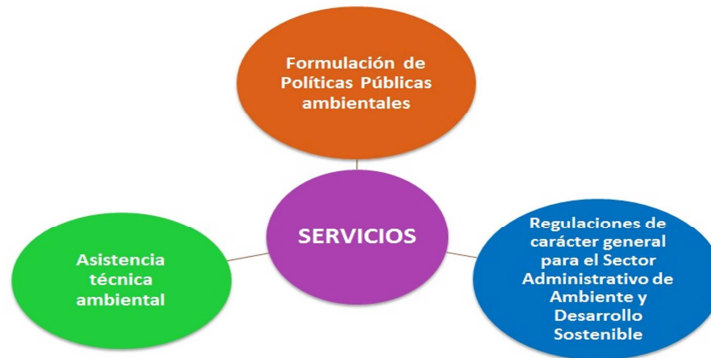 Formulación de
Políticas Públicas
ambientales
SERVICIOS
Asistencia
técnica
ambiental
Regulaciones de
carácter general
para el Sector
Administrativo de
Ambiente y
Desarrollo
Sostenible